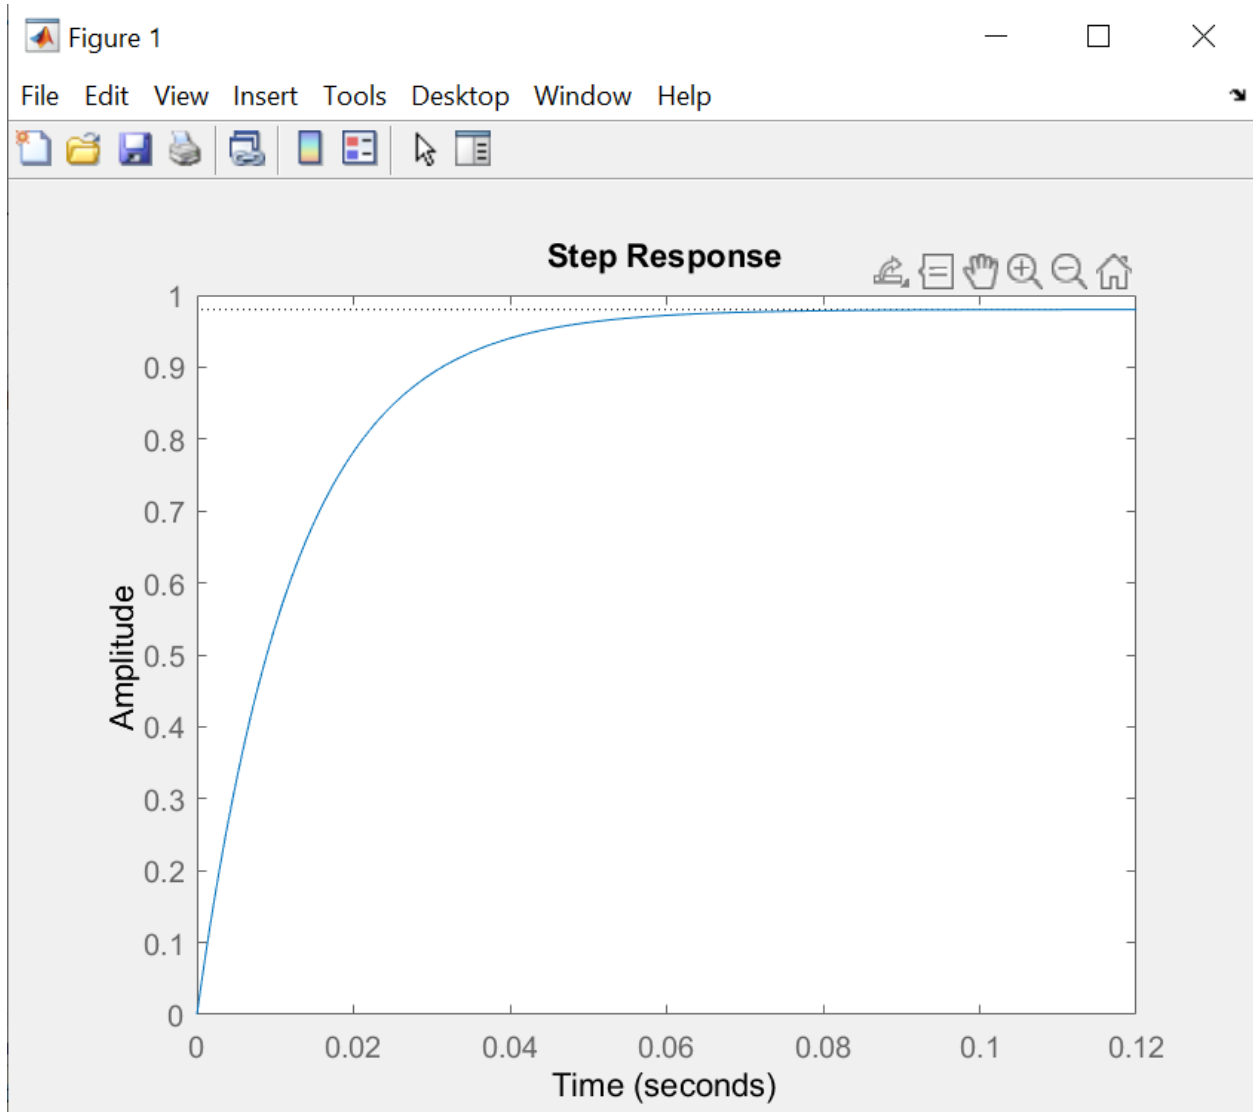 Figure 1
File Edit View Insert Tools Desktop Window Help
Step Response
1
0.9
0.8
0.7
0.6
0.5
0.4
0.3
0.2
0.1
0
Amplitude
0 0.02 0.04 0.06 0.08 0.1 0.12
Time (seconds)